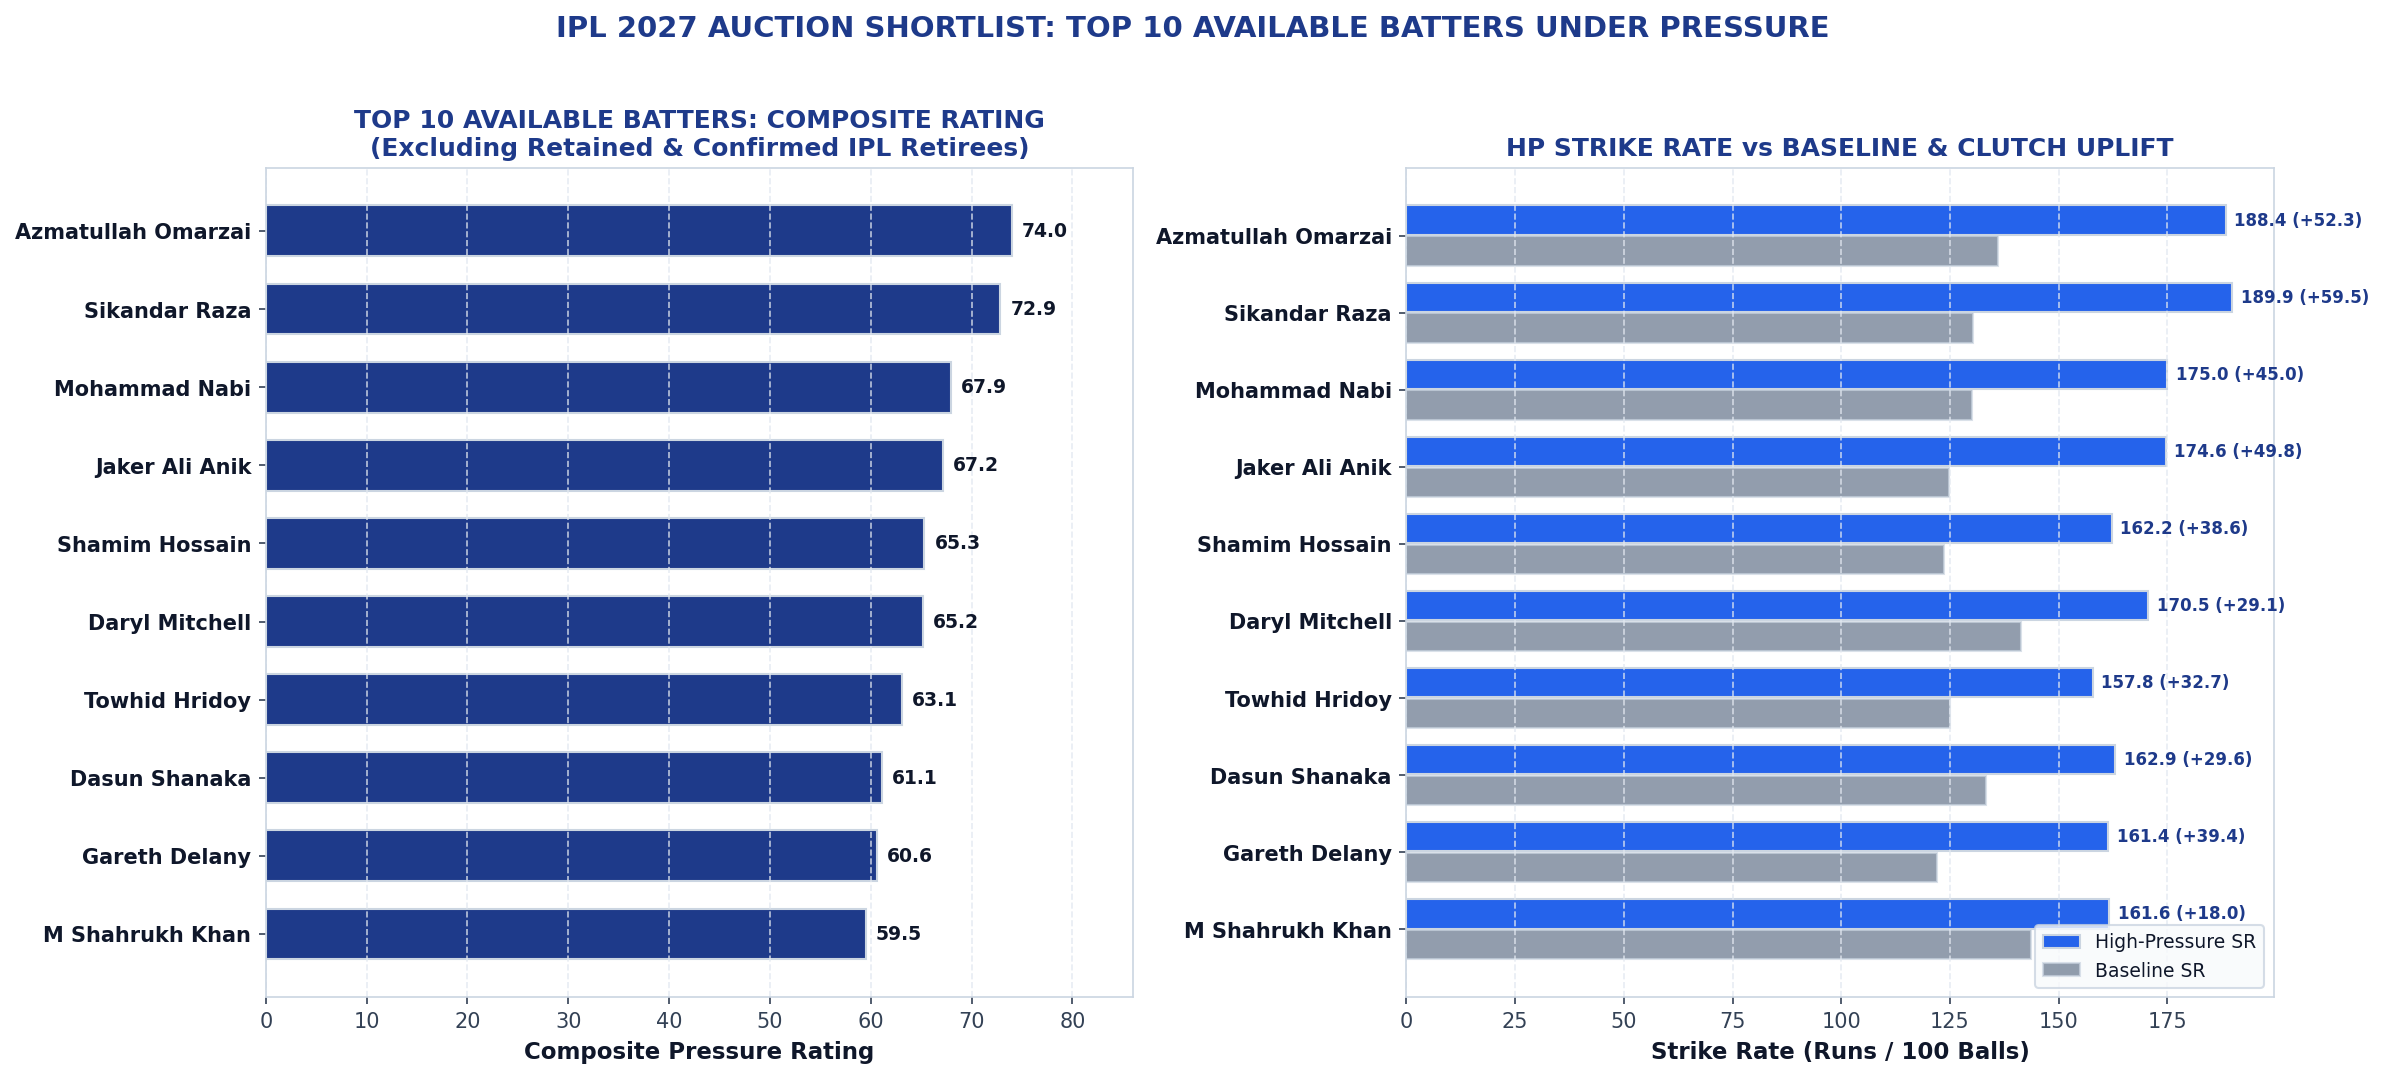 IPL 2027 AUCTION SHORTLIST: TOP 10 AVAILABLE BATTERS UNDER PRESSURE
TOP 10 AVAILABLE BATTERS: COMPOSITE RATING
(Excluding Retained & Confirmed IPL Retirees)
Azmatullah Omarzai 74.0
Sikandar Raza 72.9
Mohammad Nabi 67.9
Jaker Ali Anik 67.2
Shamim Hossain 65.3
Daryl Mitchell 65.2
Towhid Hridoy 63.1
Dasun Shanaka 61.1
Gareth Delany 60.6
M Shahrukh Khan 59.5
0 10 20 30 40 50 60 70 80
Composite Pressure Rating
HP STRIKE RATE vs BASELINE & CLUTCH UPLIFT
Azmatullah Omarzai 188.4 (+52.3)
Sikandar Raza 189.9 (+59.5)
Mohammad Nabi 175.0 (+45.0)
Jaker Ali Anik 174.6 (+49.8)
Shamim Hossain 162.2 (+38.6)
Daryl Mitchell 170.5 (+29.1)
Towhid Hridoy 157.8 (+32.7)
Dasun Shanaka 162.9 (+29.6)
Gareth Delany 161.4 (+39.4)
M Shahrukh Khan 161.6 (+18.0)
High-Pressure SR
Baseline SR
0 25 50 75 100 125 150 175
Strike Rate (Runs / 100 Balls)